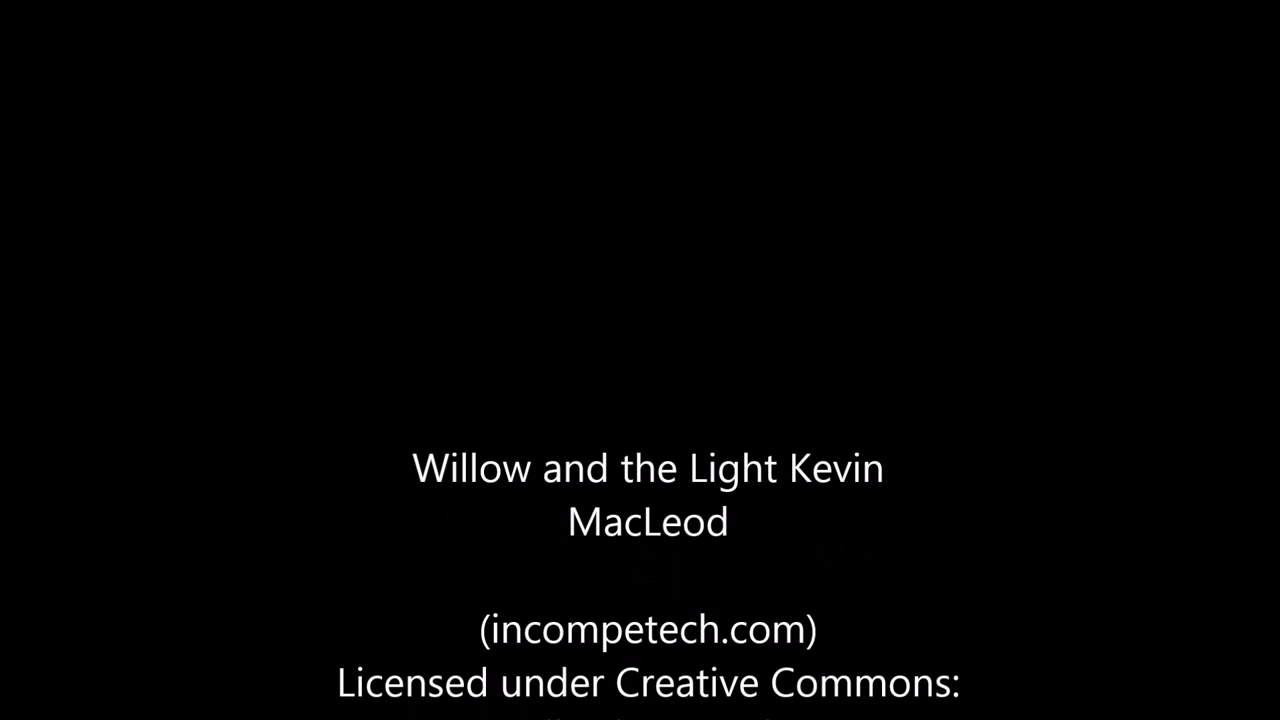 Willow and the Light Kevin
MacLeod
(incompetech.com)
Licensed under Creative Commons: